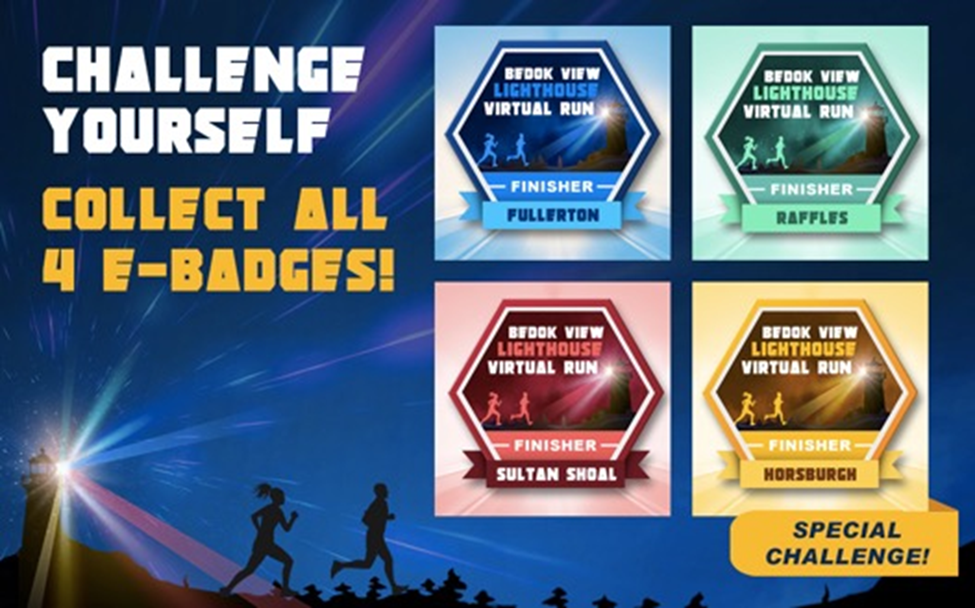 CHALLENGE
YOURSELF
COLLECT ALL
4 E-BADGES!
BEDOK VIEW
LIGHTHOUSE
VIRTUAL RUN
FINISHER
FULLERTON
BEDOK VIEW
LIGHTHOUSE
VIRTUAL RUN
FINISHER
RAFFLES
BEDOK VIEW
LIGHTHOUSE
VIRTUAL RUN
FINISHER
SULTAN SHOAL
BEDOK VIEW
LIGHTHOUSE
VIRTUAL RUN
FINISHER
HORSBURGH
SPECIAL
CHALLENGE!